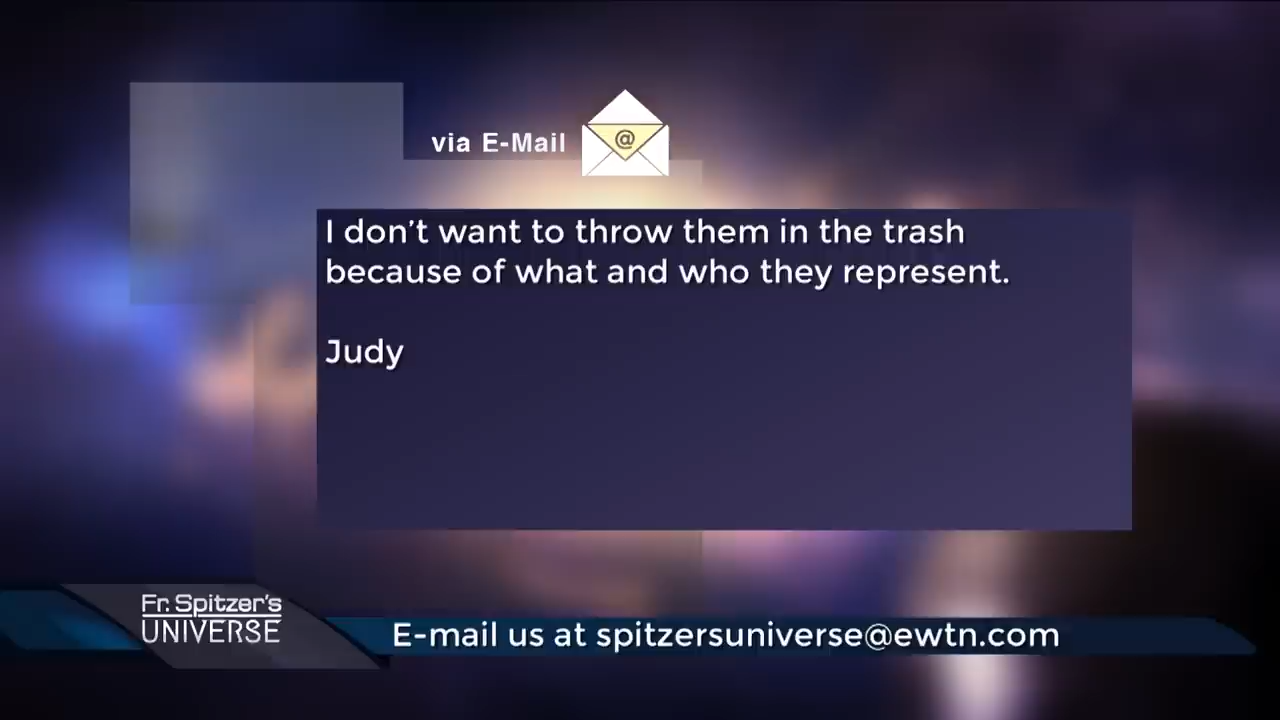 via E-Mail
@
I don't want to throw them in the trash
because of what and who they represent.
Judy
Fr. Spitzer's
UNIVERSE
E-mail us at spitzersuniverse@ewtn.com